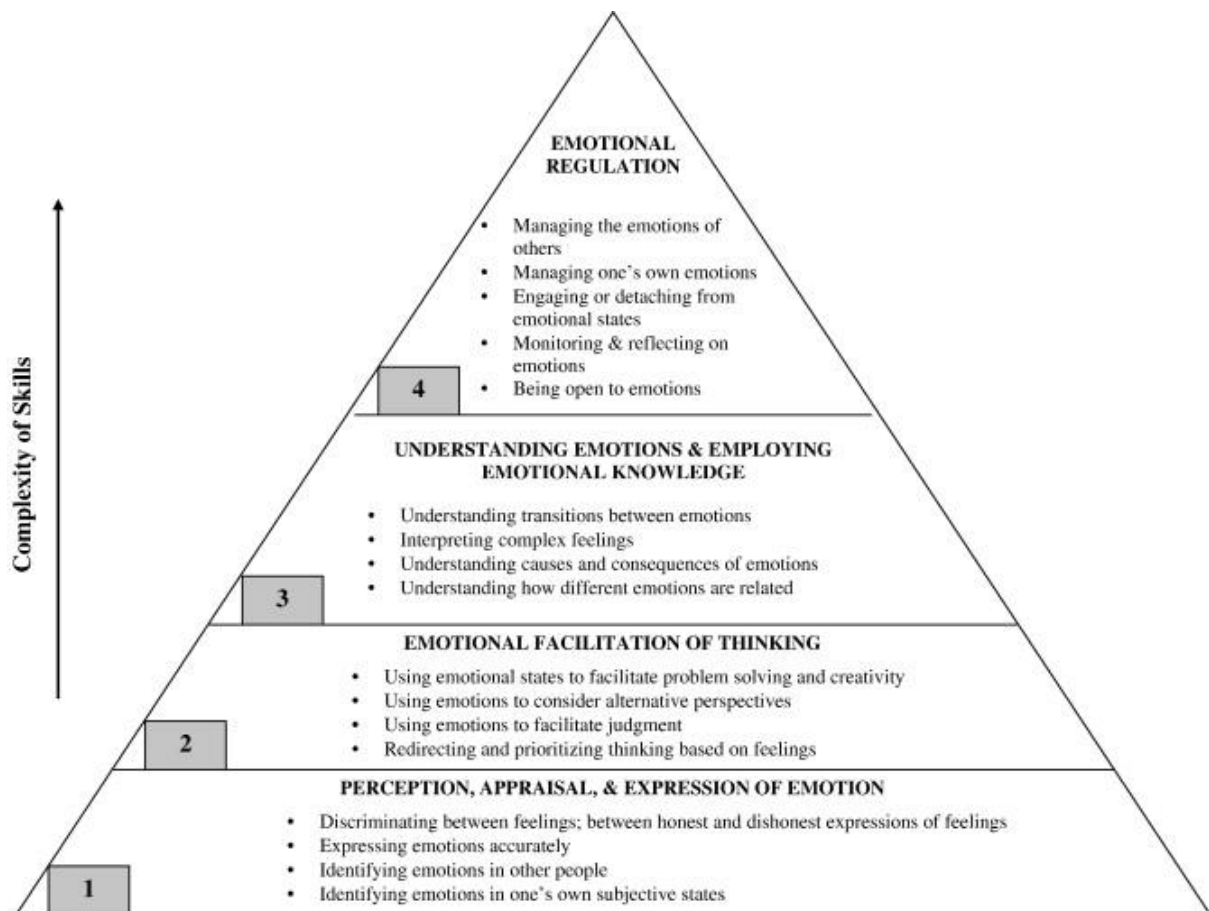 EMOTIONAL
REGULATION
• Managing the emotions of
others
• Managing one's own emotions
• Engaging or detaching from
emotional states
• Monitoring & reflecting on
emotions
• Being open to emotions
4
UNDERSTANDING EMOTIONS & EMPLOYING
EMOTIONAL KNOWLEDGE
• Understanding transitions between emotions
• Interpreting complex feelings
• Understanding causes and consequences of emotions
• Understanding how different emotions are related
3
EMOTIONAL FACILITATION OF THINKING
• Using emotional states to facilitate problem solving and creativity
• Using emotions to consider alternative perspectives
• Using emotions to facilitate judgment
• Redirecting and prioritizing thinking based on feelings
2
PERCEPTION, APPRAISAL, & EXPRESSION OF EMOTION
• Discriminating between feelings; between honest and dishonest expressions of feelings
• Expressing emotions accurately
• Identifying emotions in other people
• Identifying emotions in one's own subjective states
1
Complexity of Skills